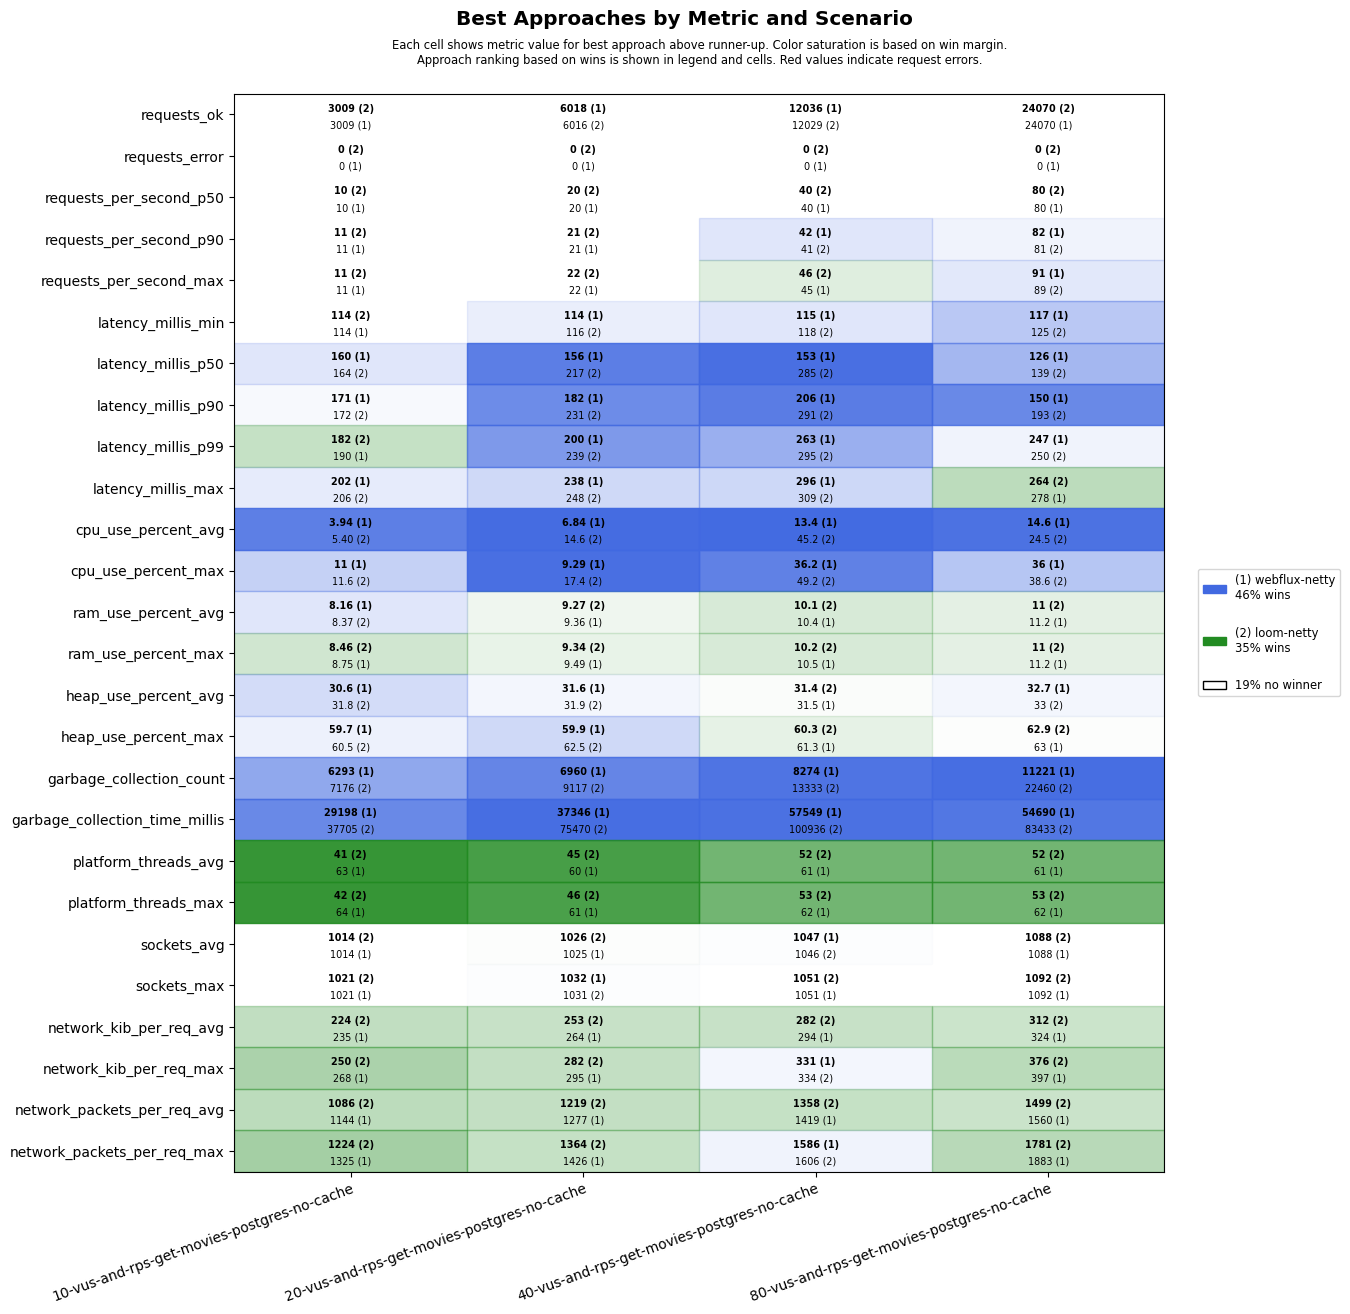 Best Approaches by Metric and Scenario
Each cell shows metric value for best approach above runner-up. Color saturation is based on win margin.
Approach ranking based on wins is shown in legend and cells. Red values indicate request errors.
requests_ok
3009 (2) 6018 (1) 12036 (1) 24070 (2)
3009 (1) 6016 (2) 12029 (2) 24070 (1)
requests_error
0 (2) 0 (2) 0 (2) 0 (2)
0 (1) 0 (1) 0 (1) 0 (1)
requests_per_second_p50
10 (2) 20 (2) 40 (2) 80 (2)
10 (1) 20 (1) 40 (1) 80 (1)
requests_per_second_p90
11 (2) 21 (2) 42 (1) 82 (1)
11 (1) 21 (1) 41 (2) 81 (2)
requests_per_second_max
11 (2) 22 (2) 46 (2) 91 (1)
11 (1) 22 (1) 45 (1) 89 (2)
latency_millis_min
114 (2) 114 (1) 115 (1) 117 (1)
114 (1) 116 (2) 118 (2) 125 (2)
latency_millis_p50
160 (1) 156 (1) 153 (1) 126 (1)
164 (2) 217 (2) 285 (2) 139 (2)
latency_millis_p90
171 (1) 182 (1) 206 (1) 150 (1)
172 (2) 231 (2) 291 (2) 193 (2)
latency_millis_p99
182 (2) 200 (1) 263 (1) 247 (1)
190 (1) 239 (2) 295 (2) 250 (2)
latency_millis_max
202 (1) 238 (1) 296 (1) 264 (2)
206 (2) 248 (2) 309 (2) 278 (1)
cpu_use_percent_avg
3.94 (1) 6.84 (1) 13.4 (1) 14.6 (1)
5.40 (2) 14.6 (2) 45.2 (2) 24.5 (2)
cpu_use_percent_max
11 (1) 9.29 (1) 36.2 (1) 36 (1)
11.6 (2) 17.4 (2) 49.2 (2) 38.6 (2)
ram_use_percent_avg
8.16 (1) 9.27 (2) 10.1 (2) 11 (2)
8.37 (2) 9.36 (1) 10.4 (1) 11.2 (1)
ram_use_percent_max
8.46 (2) 9.34 (2) 10.2 (2) 11 (2)
8.75 (1) 9.49 (1) 10.5 (1) 11.2 (1)
heap_use_percent_avg
30.6 (1) 31.6 (1) 31.4 (2) 32.7 (1)
31.8 (2) 31.9 (2) 31.5 (1) 33 (2)
heap_use_percent_max
59.7 (1) 59.9 (1) 60.3 (2) 62.9 (2)
60.5 (2) 62.5 (2) 61.3 (1) 63 (1)
garbage_collection_count
6293 (1) 6960 (1) 8274 (1) 11221 (1)
7176 (2) 9117 (2) 13333 (2) 22460 (2)
garbage_collection_time_millis
29198 (1) 37346 (1) 57549 (1) 54690 (1)
37705 (2) 75470 (2) 100936 (2) 83433 (2)
platform_threads_avg
41 (2) 45 (2) 52 (2) 52 (2)
63 (1) 60 (1) 61 (1) 61 (1)
platform_threads_max
42 (2) 46 (2) 53 (2) 53 (2)
64 (1) 61 (1) 62 (1) 62 (1)
sockets_avg
1014 (2) 1026 (2) 1047 (1) 1088 (2)
1014 (1) 1025 (1) 1046 (2) 1088 (1)
sockets_max
1021 (2) 1032 (1) 1051 (2) 1092 (2)
1021 (1) 1031 (2) 1051 (1) 1092 (1)
network_kib_per_req_avg
224 (2) 253 (2) 282 (2) 312 (2)
235 (1) 264 (1) 294 (1) 324 (1)
network_kib_per_req_max
250 (2) 282 (2) 331 (1) 376 (2)
268 (1) 295 (1) 334 (2) 397 (1)
network_packets_per_req_avg
1086 (2) 1219 (2) 1358 (2) 1499 (2)
1144 (1) 1277 (1) 1419 (1) 1560 (1)
network_packets_per_req_max
1224 (2) 1364 (2) 1586 (1) 1781 (2)
1325 (1) 1426 (1) 1606 (2) 1883 (1)
10-vus-and-rps-get-movies-postgres-no-cache
20-vus-and-rps-get-movies-postgres-no-cache
40-vus-and-rps-get-movies-postgres-no-cache
80-vus-and-rps-get-movies-postgres-no-cache
(1) webflux-netty
46% wins
(2) loom-netty
35% wins
19% no winner